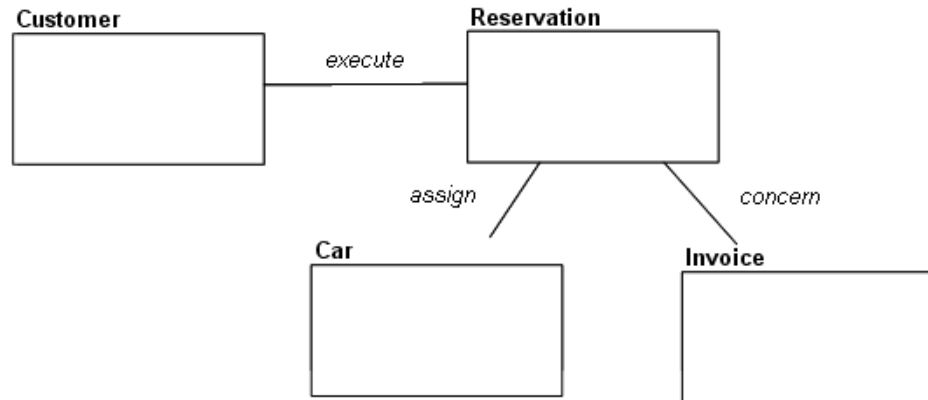 Customer
Reservation
execute
assign
concern
Car
Invoice